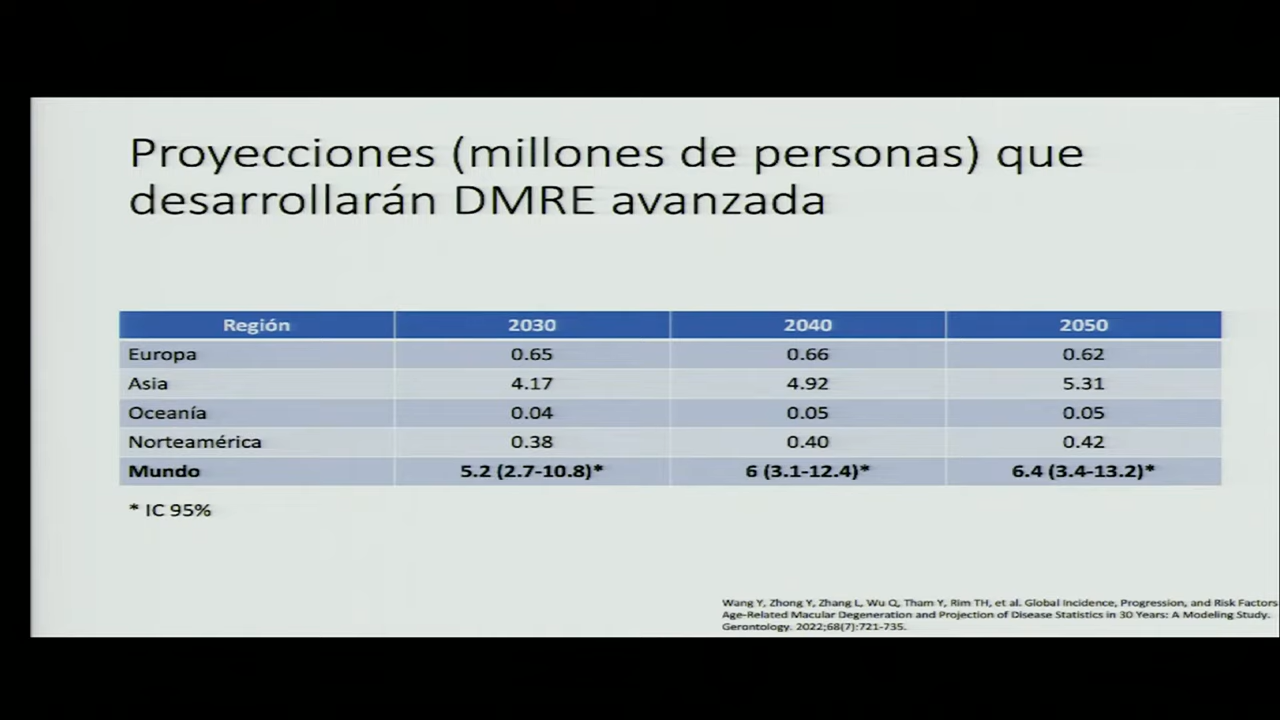 Proyecciones (millones de personas) que
desarrollarán DMRE avanzada
Región 2030 2040 2050
Europa 0.65 0.66 0.62
Asia 4.17 4.92 5.31
Oceanía 0.04 0.05 0.05
Norteamérica 0.38 0.40 0.42
Mundo 5.2 (2.7-10.8)* 6 (3.1-12.4)* 6.4 (3.4-13.2)*
* IC 95%
Wang Y, Zhong Y, Zhang L, Wu Q, Tham Y, Rim TH, et al. Global Incidence, Progression, and Risk Factors
Age-Related Macular Degeneration and Projection of Disease Statistics in 30 Years: A Modeling Study.
Gerontology. 2022;68(7):721-735.